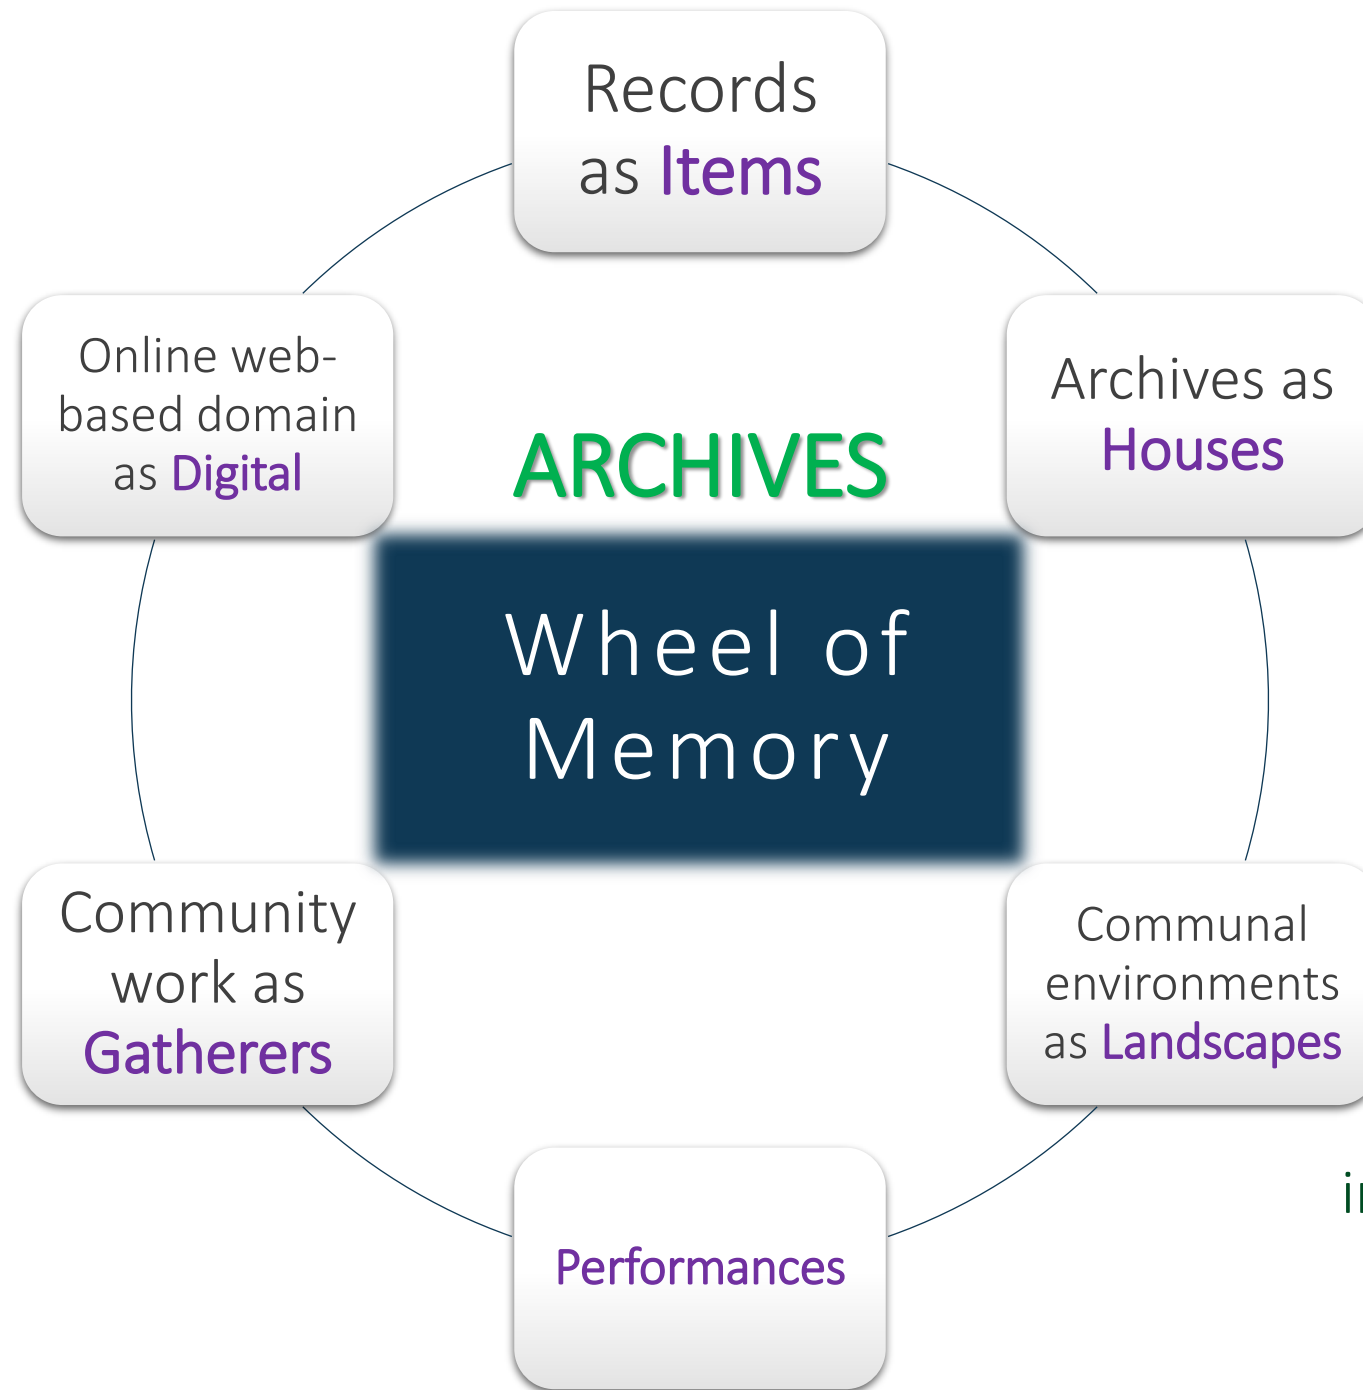 Records
as Items
Archives as
Houses
Communal
environments
as Landscapes
Performances
Community
work as
Gatherers
Online web-
based domain
as Digital
ARCHIVES
Wheel of
Memory